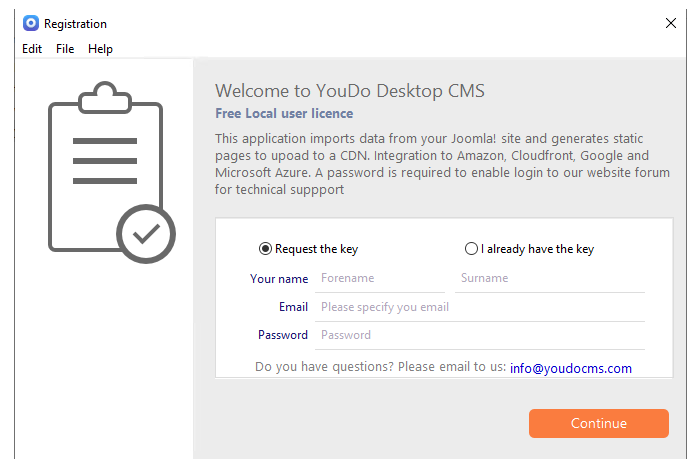 Registration
Edit File Help
Welcome to YouDo Desktop CMS
Free Local user licence
This application imports data from your Joomla! site and generates static
pages to upoad to a CDN. Integration to Amazon, Cloudfront, Google and
Microsoft Azure. A password is required to enable login to our website forum
for technical suppport
Request the key I already have the key
Your name Forename Surname
Email Please specify you email
Password Password
Do you have questions? Please email to us: info@youdocms.com
Continue